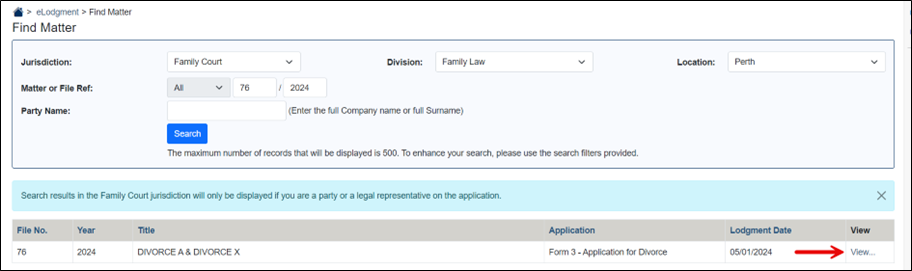 > eLodgment > Find Matter
Find Matter
Jurisdiction: Family Court Division: Family Law Location: Perth
Matter or File Ref: All 76 / 2024
Party Name: (Enter the full Company name or full Surname)
Search
The maximum number of records that will be displayed is 500. To enhance your search, please use the search filters provided.
Search results in the Family Court jurisdiction will only be displayed if you are a party or a legal representative on the application.
File No. Year Title Application Lodgment Date View
76 2024 DIVORCE A & DIVORCE X Form 3 - Application for Divorce 05/01/2024 View...